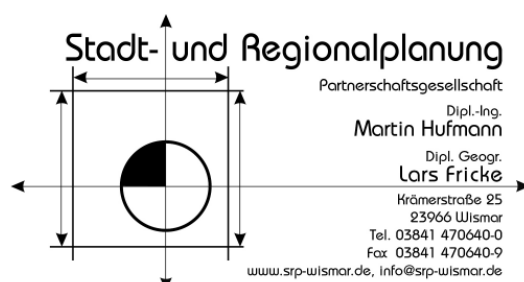 Stadt- und Regionalplanung
Partnerschaftsgesellschaft
Dipl.-Ing.
Martin Hufmann
Dipl. Geogr.
Lars Fricke
Krämerstraße 25
23966 Wismar
Tel. 03841 470640-0
Fax 03841 470640-9
www.srp-wismar.de, info@srp-wismar.de